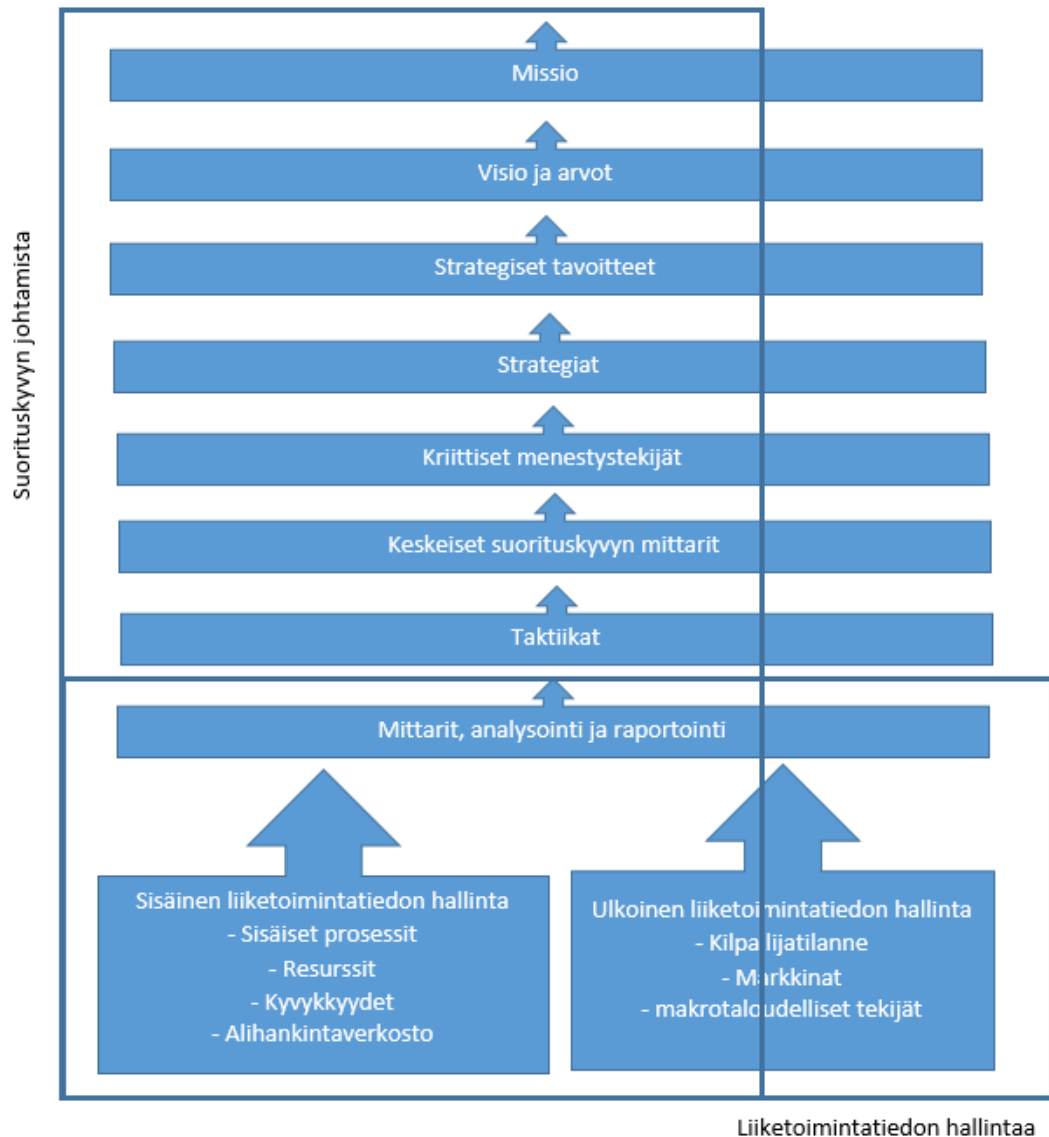 Missio
Visio ja arvot
Strategiset tavoitteet
Strategiat
Kriittiset menestystekijät
Keskeiset suorituskyvyn mittarit
Taktiikat
Suorituskyvyn johtamista
Mittarit, analysointi ja raportointi
Sisäinen liiketoimintatiedon hallinta
- Sisäiset prosessit
- Resurssit
- Kyvykkyydet
- Alihankintaverkosto
Ulkoinen liiketoimintatiedon hallinta
- Kilpailijatilanne
- Markkinat
- makrotaloudelliset tekijät
Liiketoimintatiedon hallintaa